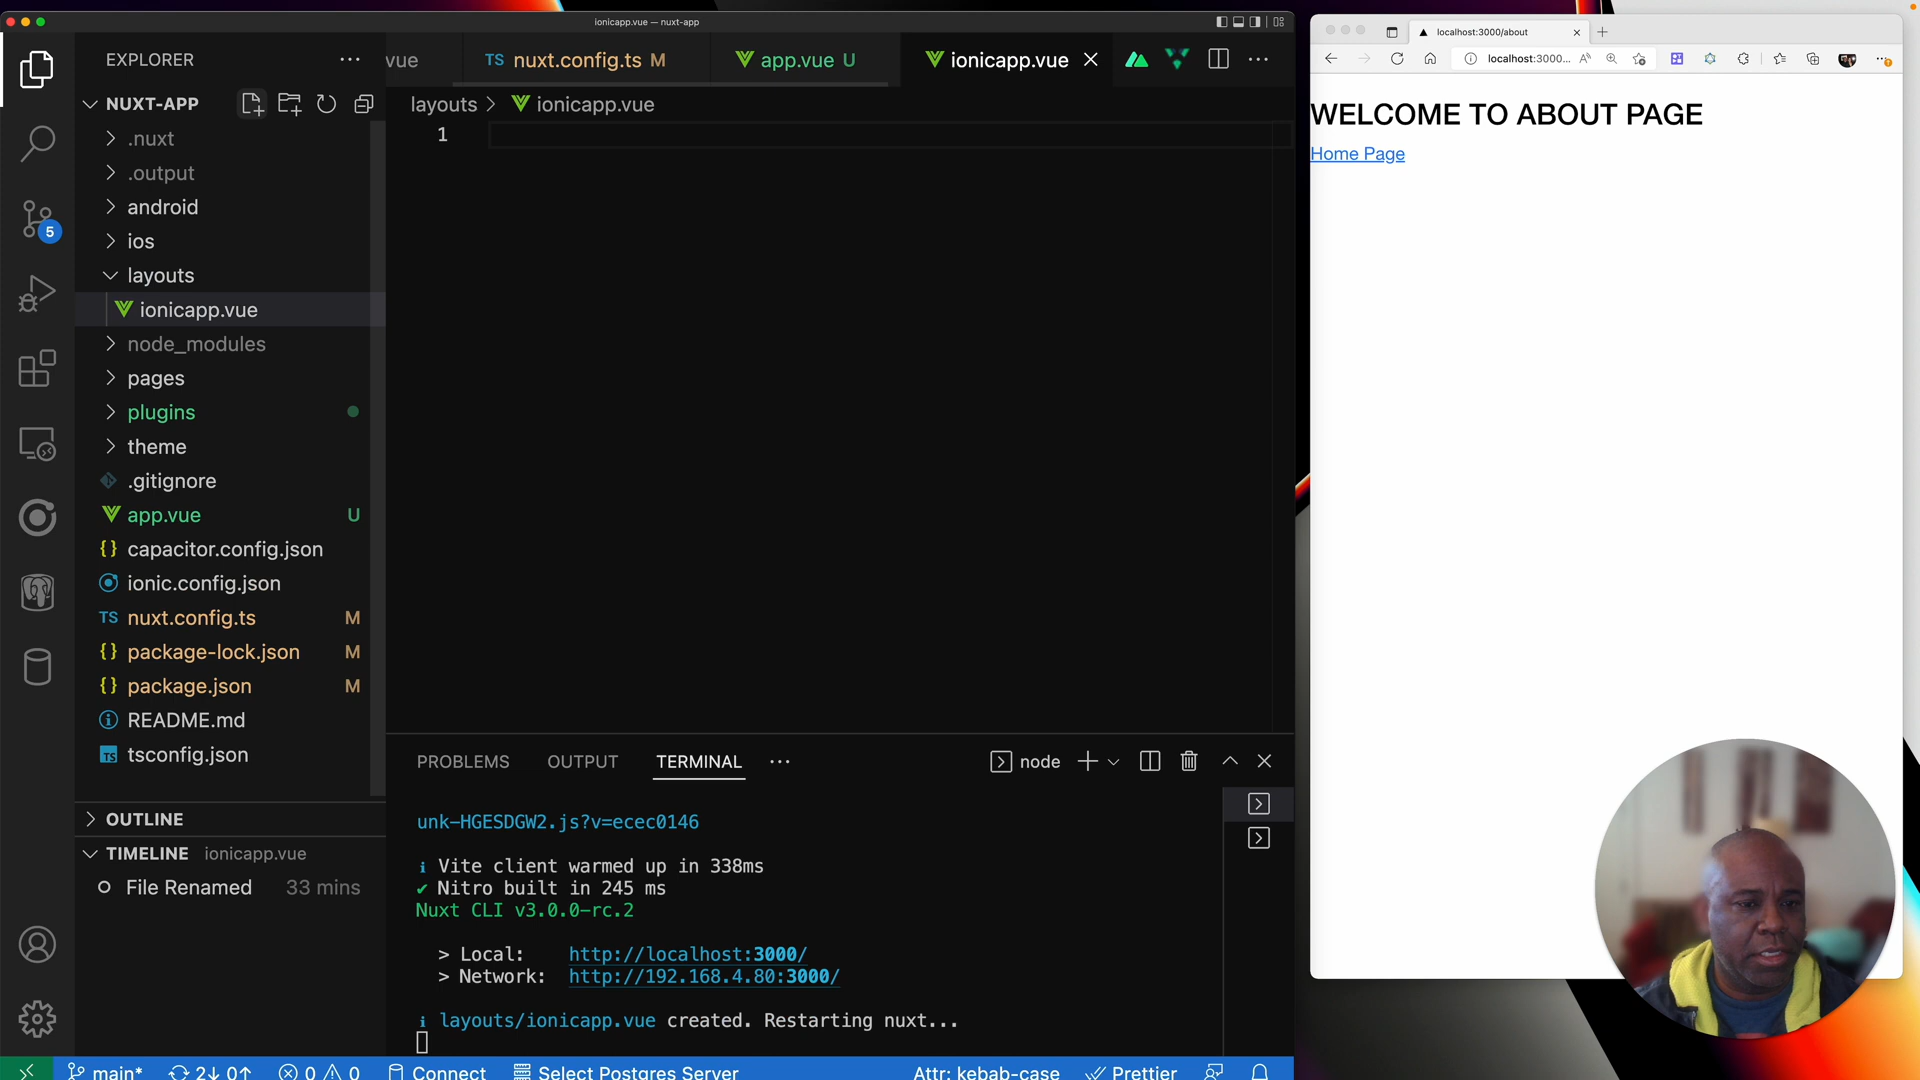 ionicapp.vue — nuxt-app
EXPLORER
vue
TS nuxt.config.ts M
app.vue U
ionicapp.vue
NUXT-APP
layouts > ionicapp.vue
1
.nuxt
.output
android
ios
layouts
ionicapp.vue
node_modules
pages
plugins
theme
.gitignore
app.vue U
capacitor.config.json
ionic.config.json
TS nuxt.config.ts M
package-lock.json M
package.json M
README.md
tsconfig.json
OUTLINE
TIMELINE ionicapp.vue
File Renamed 33 mins
5
PROBLEMS OUTPUT TERMINAL
node
unk-HGESDGW2.js?v=ecec0146
i Vite client warmed up in 338ms
✔ Nitro built in 245 ms
Nuxt CLI v3.0.0-rc.2
> Local: http://localhost:3000/
> Network: http://192.168.4.80:3000/
i layouts/ionicapp.vue created. Restarting nuxt...
main* 2↓ 0↑ 0 0 Connect Select Postgres Server Attr: kebab-case Prettier
localhost:3000/about
localhost:3000...
WELCOME TO ABOUT PAGE
Home Page